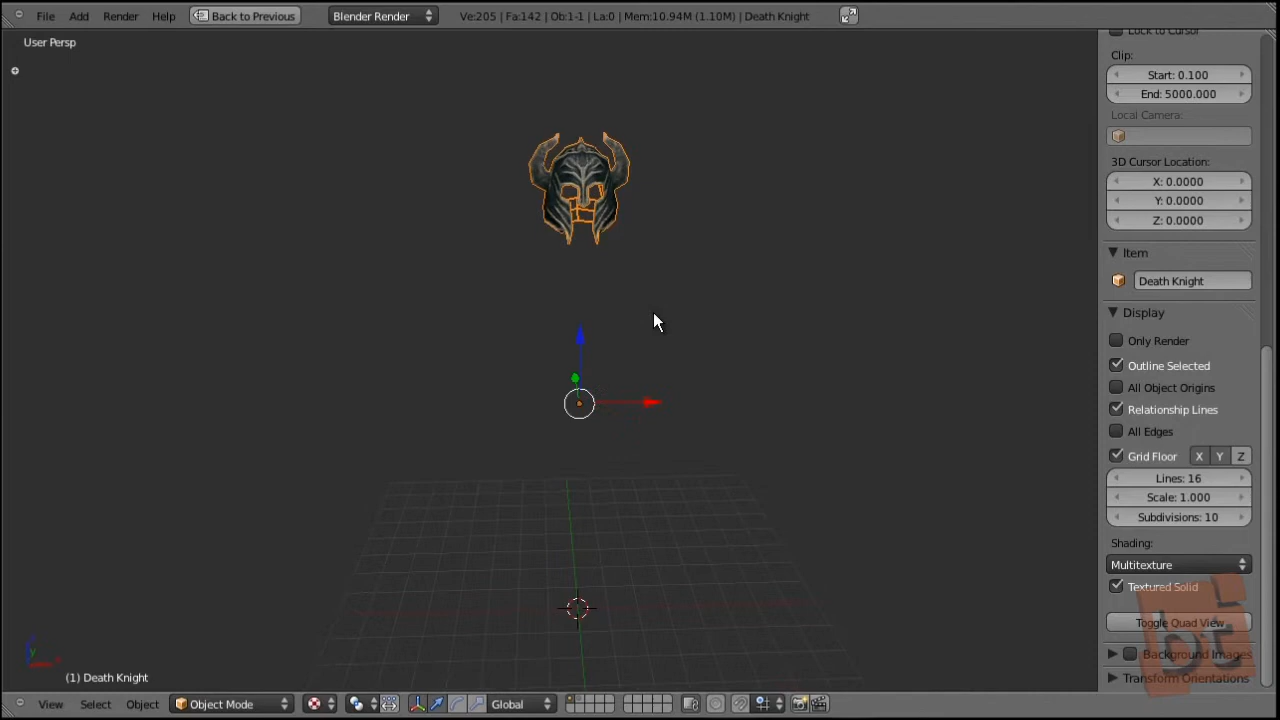 File Add Render Help Back to Previous Blender Render Ve:205 | Fa:142 | Ob:1-1 | La:0 | Mem:10.94M (1.10M) | Death Knight
User Persp
Lock to Cursor
Clip:
Start: 0.100
End: 5000.000
Local Camera:
3D Cursor Location:
X: 0.0000
Y: 0.0000
Z: 0.0000
Item
Death Knight
Display
Only Render
Outline Selected
All Object Origins
Relationship Lines
All Edges
Grid Floor X Y Z
Lines: 16
Scale: 1.000
Subdivisions: 10
Shading:
Multitexture
Textured Solid
Toggle Quad View
Background Images
Transform Orientations
bt
y
(1) Death Knight
View Select Object Object Mode Global